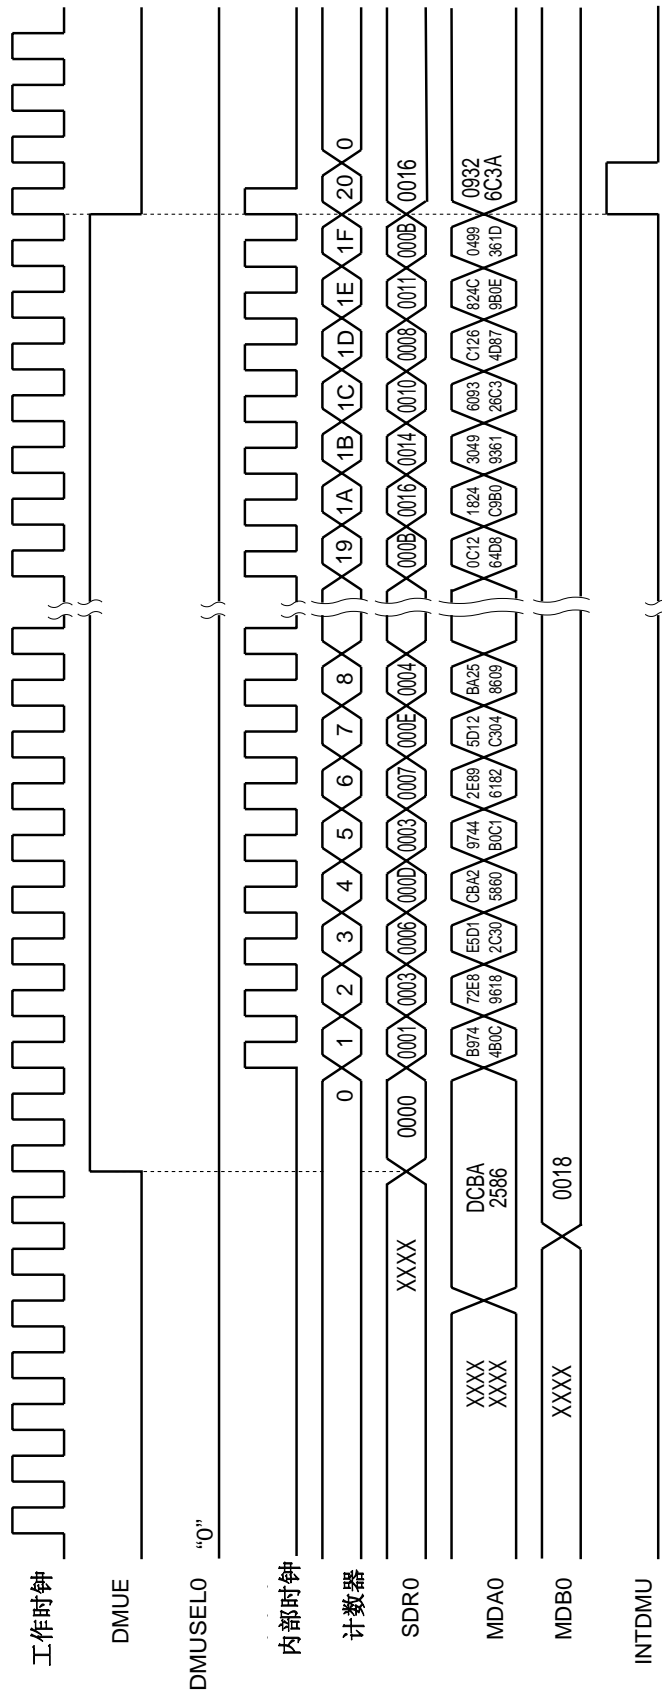 工作时钟
DMUE
DMUSEL0 “0”
内部时钟
计数器 0 1 2 3 4 5 6 7 8 19 1A 1B 1C 1D 1E 1F 20 0
SDR0 XXXX 0000 0001 0003 0006 000D 0003 0007 000E 0004 000B 0016 0014 0010 0008 0011 000B 0016
MDA0 XXXX DCBA B974 72E8 E5D1 CBA2 9744 2E89 5D12 BA25 0C12 1824 3049 6093 C126 824C 0499 0932
XXXX 2586 4B0C 9618 2C30 5860 B0C1 6182 C304 8609 64D8 C9B0 9361 26C3 4D87 9B0E 361D 6C3A
MDB0 XXXX 0018
INTDMU